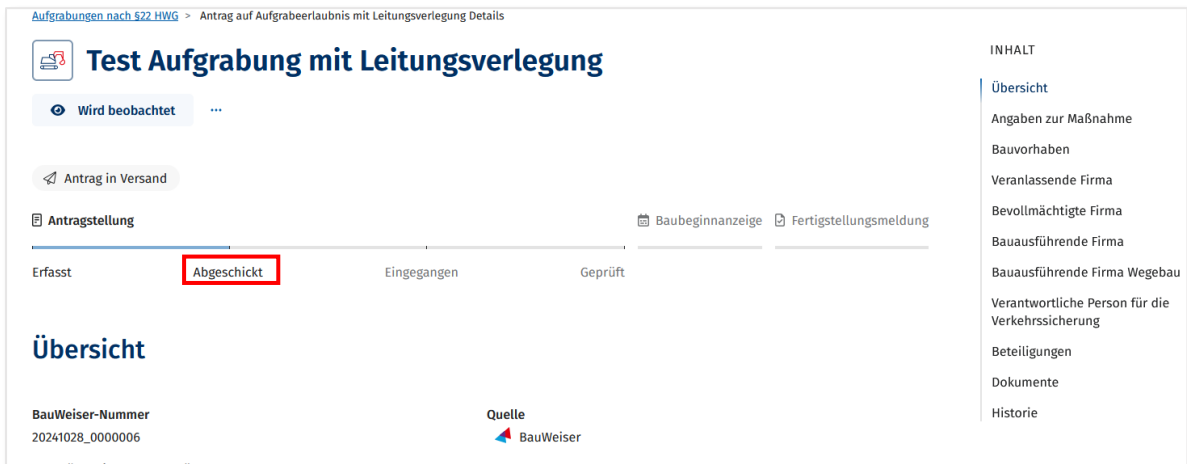 Aufgrabungen nach §22 HWG > Antrag auf Aufgrabeerlaubnis mit Leitungsverlegung Details
Test Aufgrabung mit Leitungsverlegung
Wird beobachtet ...
Antrag in Versand
Antragstellung Baubeginnanzeige Fertigstellungsmeldung
Erfasst Abgeschickt Eingegangen Geprüft
Übersicht
BauWeiser-Nummer Quelle
20241028_0000006 BauWeiser
INHALT
Übersicht
Angaben zur Maßnahme
Bauvorhaben
Veranlassende Firma
Bevollmächtigte Firma
Bauausführende Firma
Bauausführende Firma Wegebau
Verantwortliche Person für die
Verkehrssicherung
Beteiligungen
Dokumente
Historie